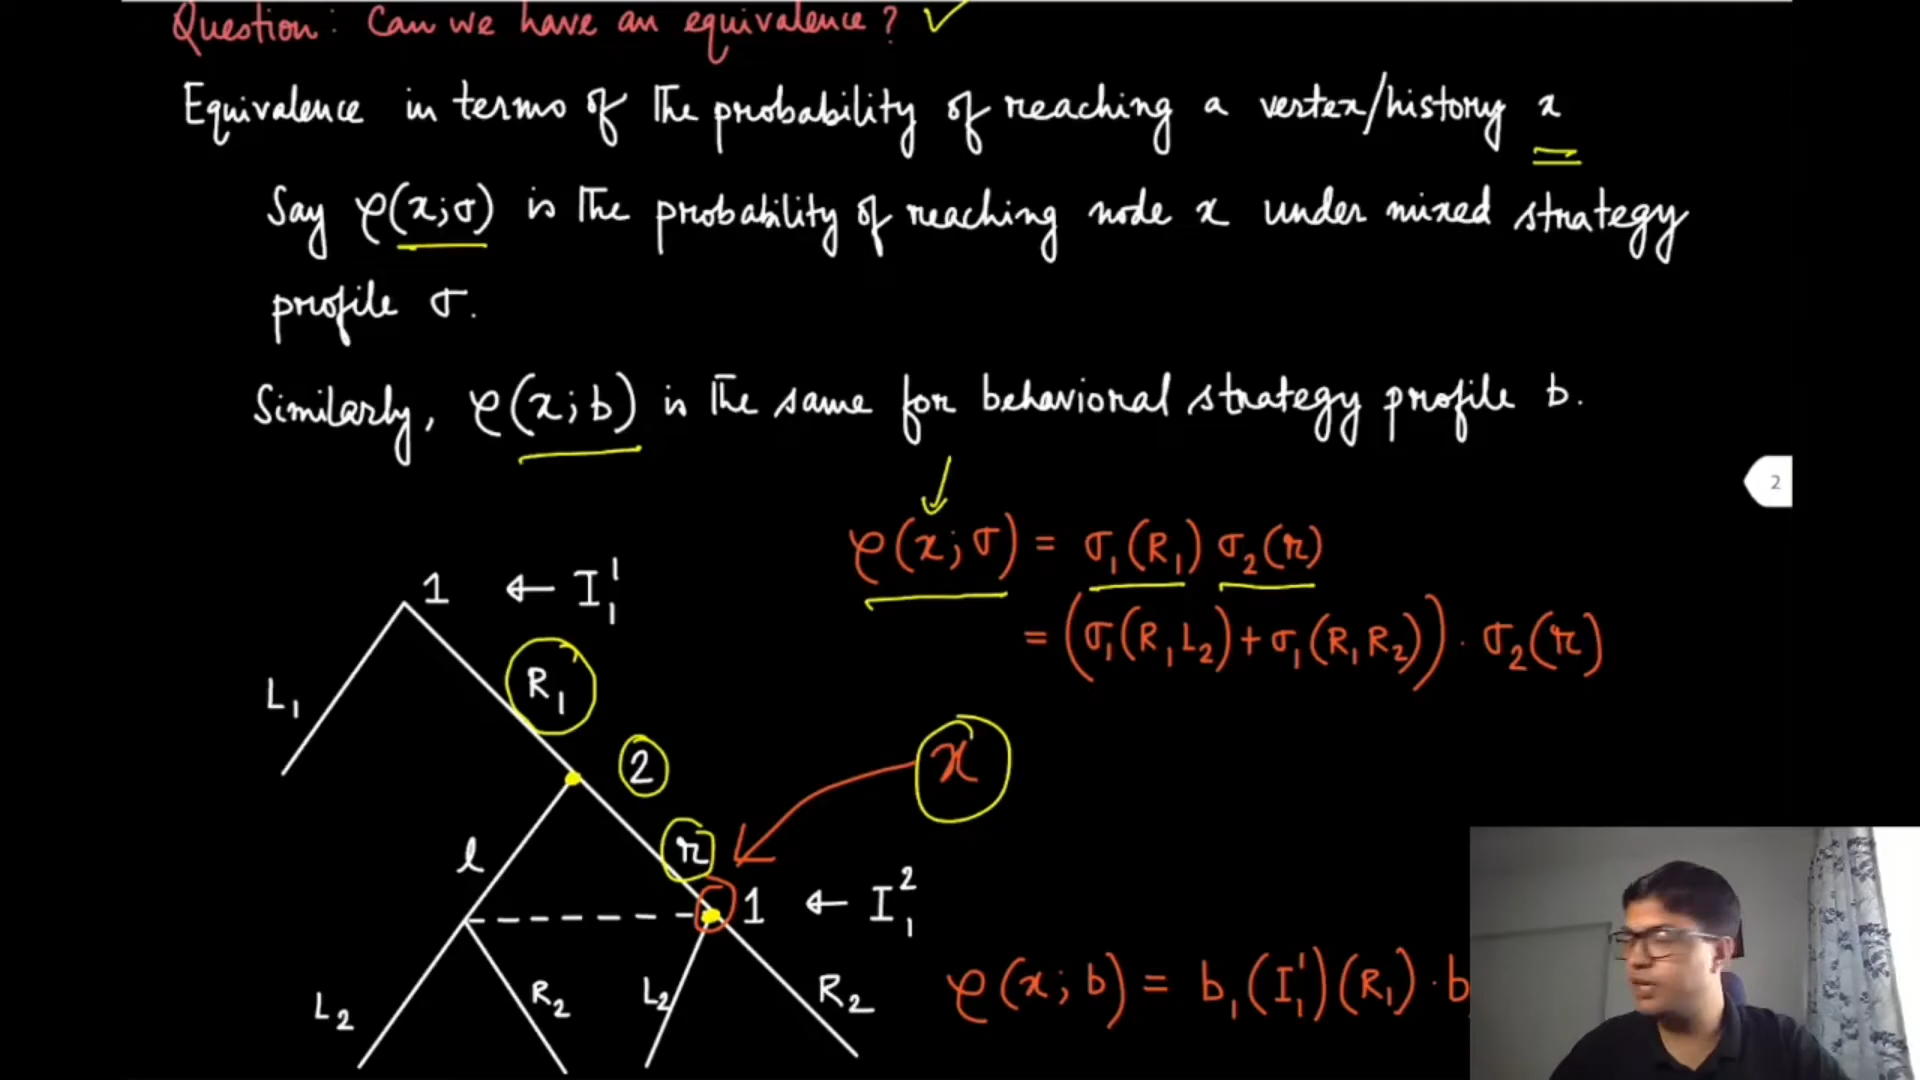 Question: Can we have an equivalence? ✓
Equivalence in terms of the probability of reaching a vertex/history x
Say ρ(x;σ) is the probability of reaching node x under mixed strategy
profile σ.
Similarly, ρ(x;b) is the same for behavioral strategy profile b.
2
ρ(x;σ) = σ₁(R₁) σ₂(r)
= (σ₁(R₁L₂) + σ₁(R₁R₂)) · σ₂(r)
1 ← I₁¹
L₁ R₁
2
x
l r
1 ← I₁²
L₂ R₂ L₂ R₂
ρ(x;b) = b₁(I₁¹)(R₁) · b